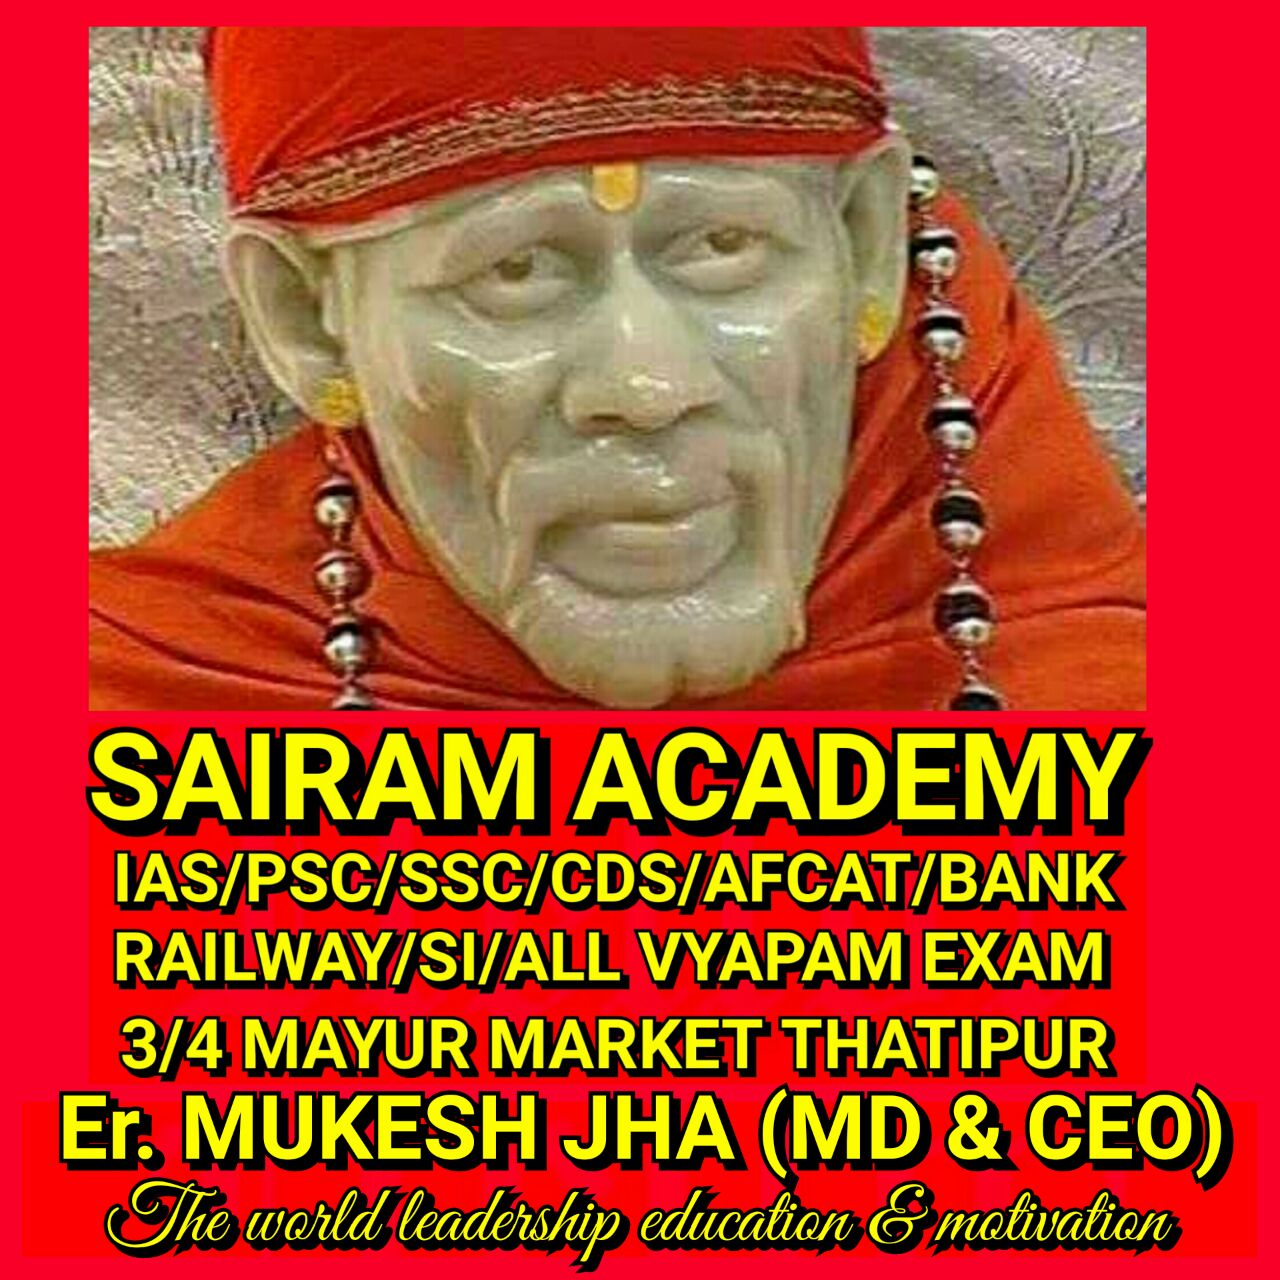 SAIRAM ACADEMY
IAS/PSC/SSC/CDS/AFCAT/BANK
RAILWAY/SI/ALL VYAPAM EXAM
3/4 MAYUR MARKET THATIPUR
Er. MUKESH JHA (MD & CEO)
The world leadership education & motivation